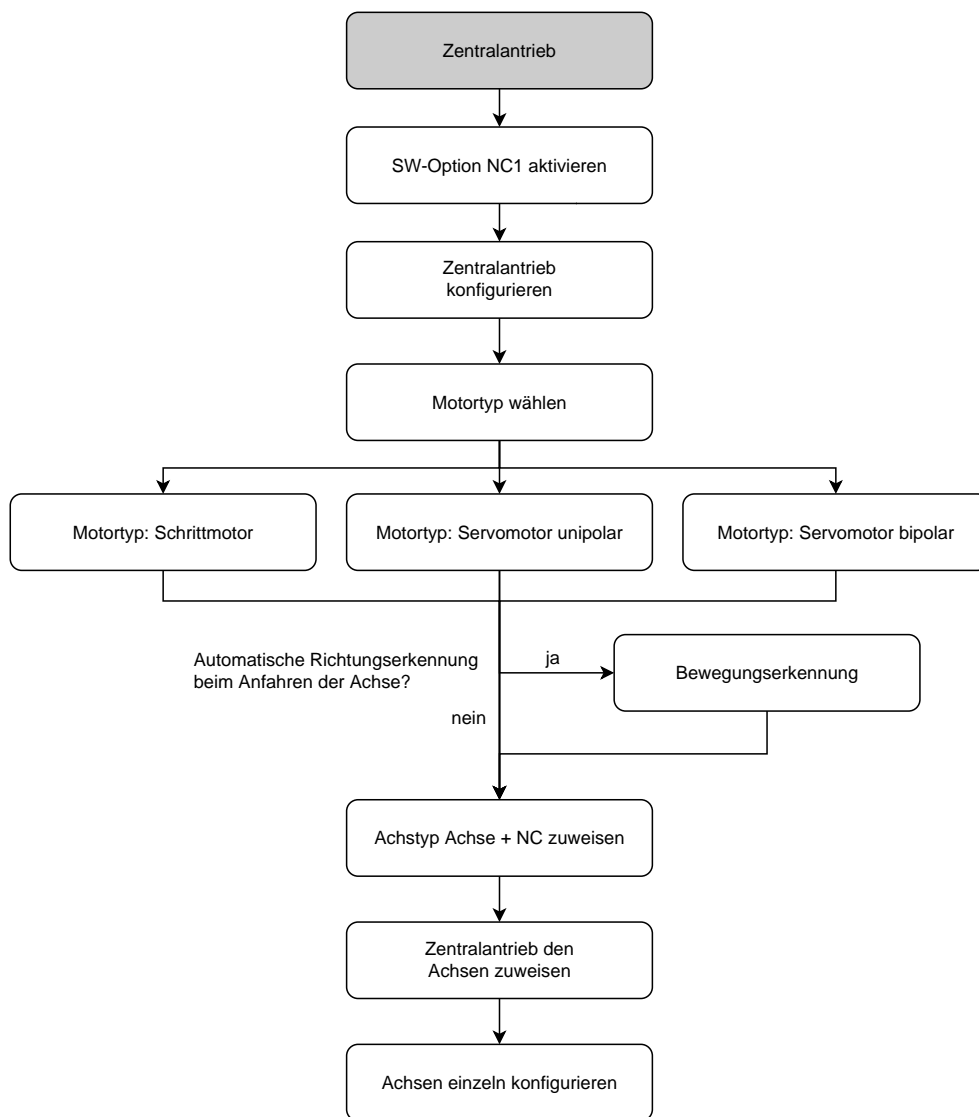 Zentralantrieb
SW-Option NC1 aktivieren
Zentralantrieb
konfigurieren
Motortyp wählen
Motortyp: Schrittmotor
Motortyp: Servomotor unipolar
Motortyp: Servomotor bipolar
Automatische Richtungserkennung
beim Anfahren der Achse?
ja
Bewegungserkennung
nein
Achstyp Achse + NC zuweisen
Zentralantrieb den
Achsen zuweisen
Achsen einzeln konfigurieren